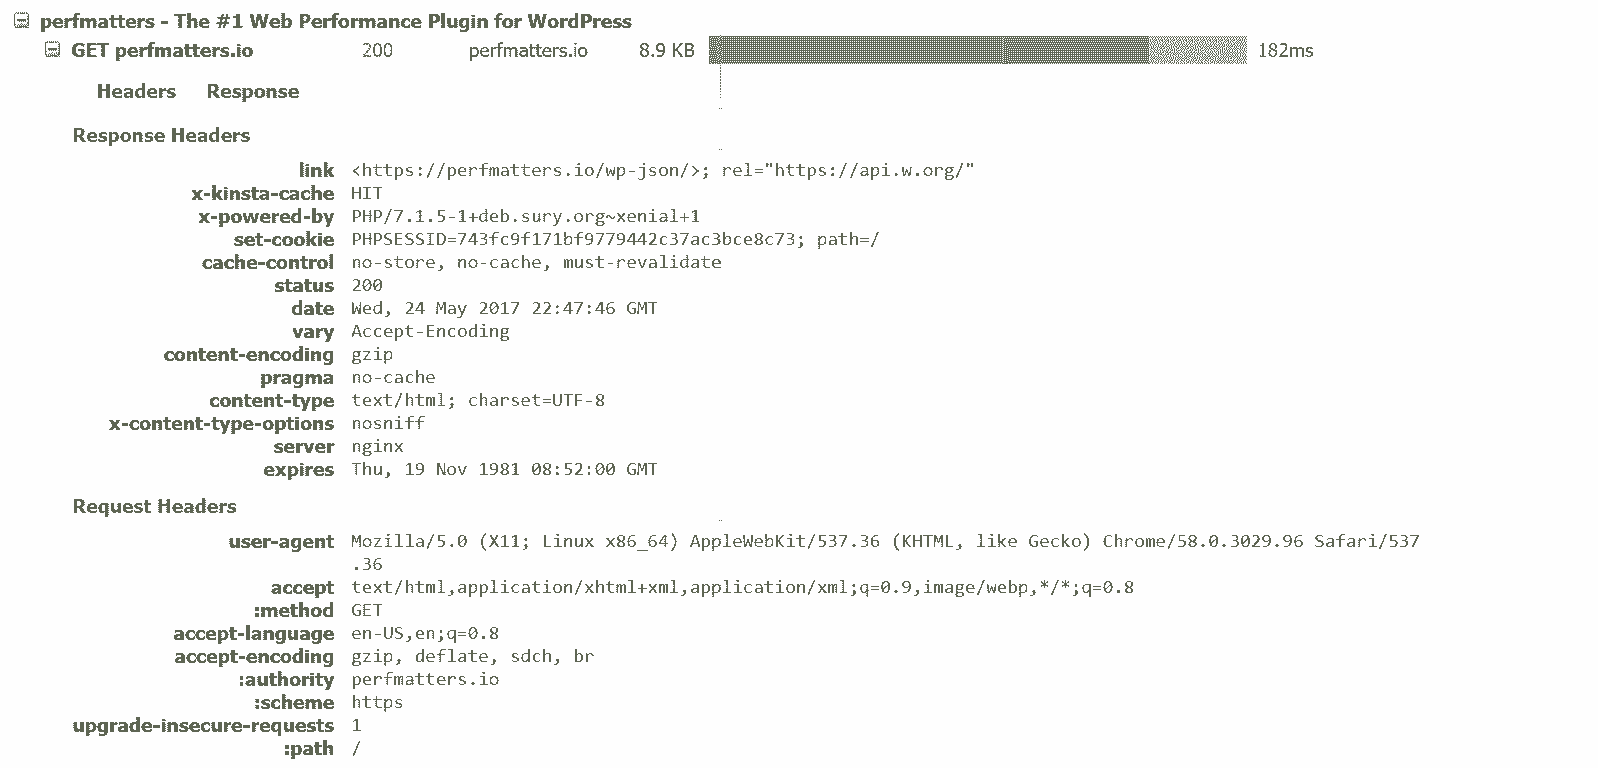 perfmatters - The #1 Web Performance Plugin for WordPress
GET perfmatters.io 200 perfmatters.io 8.9 KB 182ms
Headers Response
Response Headers
link <https://perfmatters.io/wp-json/>; rel="https://api.w.org/"
x-kinsta-cache HIT
x-powered-by PHP/7.1.5-1+deb.sury.org~xenial+1
set-cookie PHPSESSID=743fc9f171bf9779442c37ac3bce8c73; path=/
cache-control no-store, no-cache, must-revalidate
status 200
date Wed, 24 May 2017 22:47:46 GMT
vary Accept-Encoding
content-encoding gzip
pragma no-cache
content-type text/html; charset=UTF-8
x-content-type-options nosniff
server nginx
expires Thu, 19 Nov 1981 08:52:00 GMT
Request Headers
user-agent Mozilla/5.0 (X11; Linux x86_64) AppleWebKit/537.36 (KHTML, like Gecko) Chrome/58.0.3029.96 Safari/537
.36
accept text/html,application/xhtml+xml,application/xml;q=0.9,image/webp,*/*;q=0.8
:method GET
accept-language en-US,en;q=0.8
accept-encoding gzip, deflate, sdch, br
:authority perfmatters.io
:scheme https
upgrade-insecure-requests 1
:path /